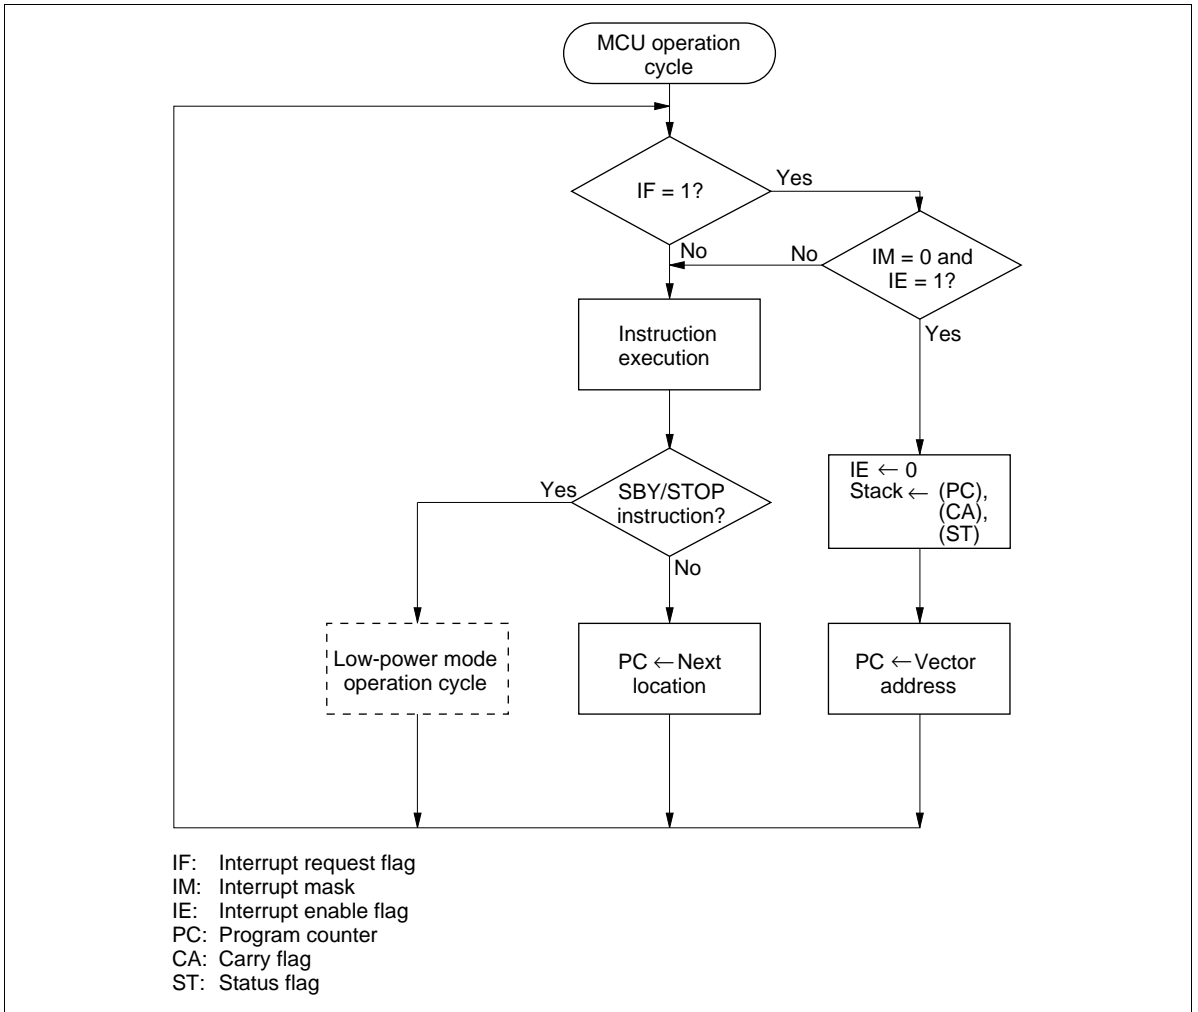 MCU operation
cycle
IF = 1?
Yes
No
No
IM = 0 and
IE = 1?
Yes
Instruction
execution
Yes
SBY/STOP
instruction?
No
IE ← 0
Stack ← (PC),
(CA),
(ST)
Low-power mode
operation cycle
PC ← Next
location
PC ← Vector
address
IF: Interrupt request flag
IM: Interrupt mask
IE: Interrupt enable flag
PC: Program counter
CA: Carry flag
ST: Status flag